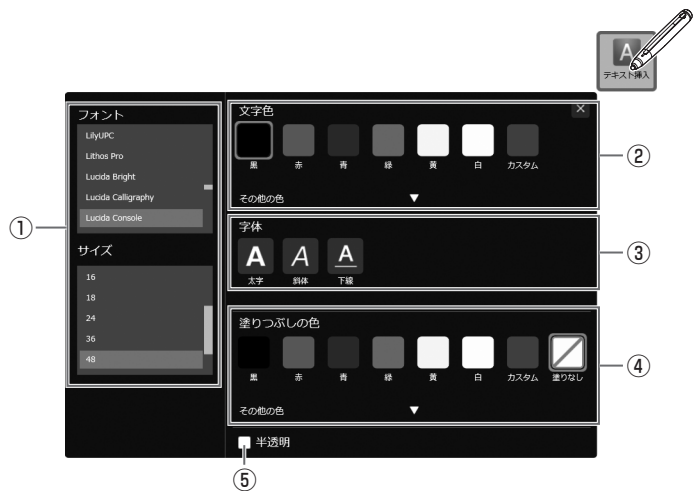 A
テキスト挿入
フォント
LilyUPC
Lithos Pro
Lucida Bright
Lucida Calligraphy
Lucida Console
サイズ
16
18
24
36
48
文字色
×
黒 赤 青 緑 黄 白 カスタム
その他の色 ▼
字体
A A A
太字 斜体 下線
塗りつぶしの色
黒 赤 青 緑 黄 白 カスタム 塗りなし
その他の色 ▼
半透明
①
②
③
④
⑤